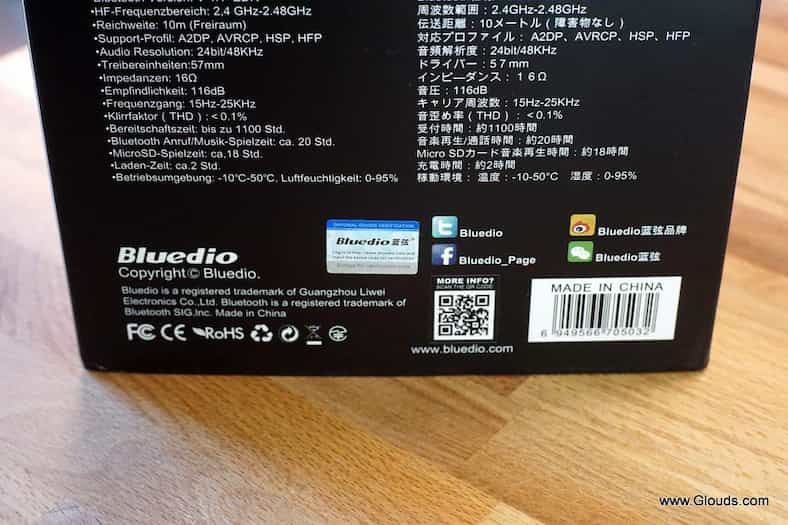 •HF-Frequenzbereich: 2,4 GHz-2.48GHz
•Reichweite: 10m (Freiraum)
•Support-Profil: A2DP, AVRCP, HSP, HFP
•Audio Resolution: 24bit/48KHz
•Treibereinheiten:57mm
•Impedanzen: 16Ω
•Empfindlichkeit: 116dB
•Frequenzgang: 15Hz-25KHz
•Klirrfaktor ( THD ) : < 0.1%
•Bereitschaftszeit: bis zu 1100 Std.
•Bluetooth Anruf/Musik-Spielzeit: ca. 20 Std.
•MicroSD-Spielzeit: ca,18 Std.
•Laden-Zeit: ca.2 Std.
•Betriebsumgebung: -10°C-50°C. Luftfeuchtigkeit: 0-95%
周波数範囲：2.4GHz-2.48GHz
伝送距離：10メートル ( 障害物なし )
対応プロファイル：A2DP、AVRCP、HSP、HFP
音頻解析度：24bit/48KHz
ドライバー：57mm
インピーダンス：16Ω
音圧：116dB
キャリア周波数：15Hz-25KHz
音歪め率 ( THD ) ：< 0.1%
受付時間：約1100時間
音楽再生/通話時間：約20時間
Micro SDカード音楽再生時間：約18時間
充電時間：約2時間
稼動環境： 温度：-10-50°C 湿度：0-95%
Bluedio
Copyright© Bluedio.
Bluedio is a registered trademark of Guangzhou Liwei
Electronics Co.,Ltd. Bluetooth is a registered trademark of
Bluetooth SIG,Inc. Made in China
FC CE RoHS
Bluedio 蓝弦
Bluedio
Bluedio_Page
Bluedio蓝弦品牌
Bluedio蓝弦
MORE INFO?
SCAN THE QR CODE
www.bluedio.com
MADE IN CHINA
6 949566 705032
www.Glouds.com